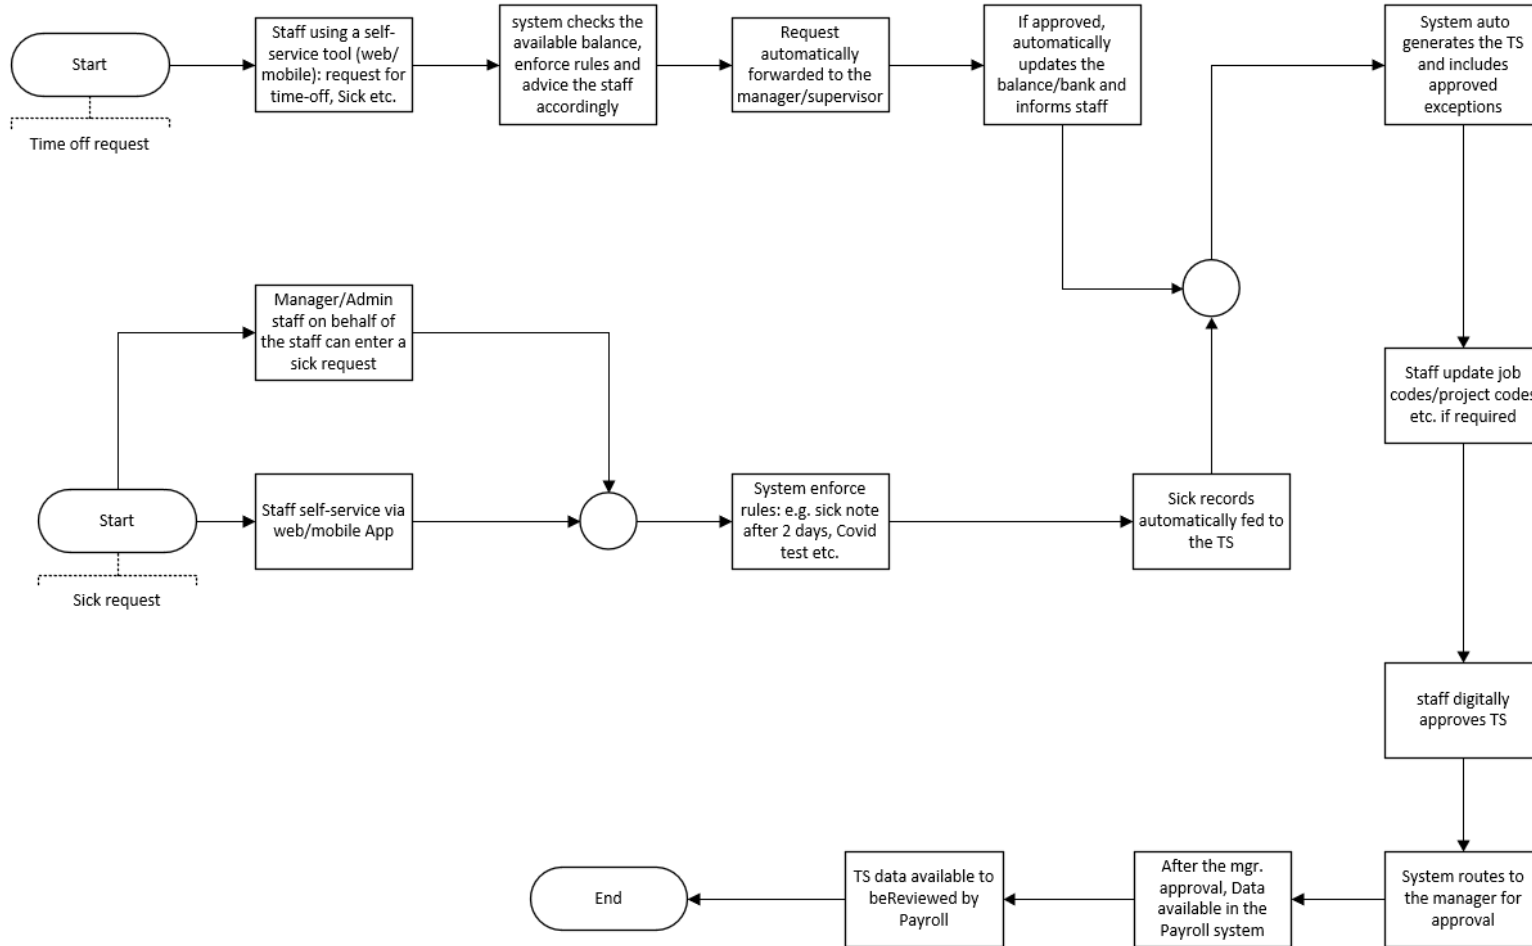 Start
Time off request
Staff using a self-
service tool (web/
mobile): request for
time-off, Sick etc.
system checks the
available balance,
enforce rules and
advice the staff
accordingly
Request
automatically
forwarded to the
manager/supervisor
If approved,
automatically
updates the
balance/bank and
informs staff
System auto
generates the TS
and includes
approved
exceptions
Manager/Admin
staff on behalf of
the staff can enter a
sick request
Start
Sick request
Staff self-service via
web/mobile App
System enforce
rules: e.g. sick note
after 2 days, Covid
test etc.
Sick records
automatically fed to
the TS
Staff update job
codes/project codes
etc. if required
staff digitally
approves TS
System routes to
the manager for
approval
After the mgr.
approval, Data
available in the
Payroll system
TS data available to
beReviewed by
Payroll
End